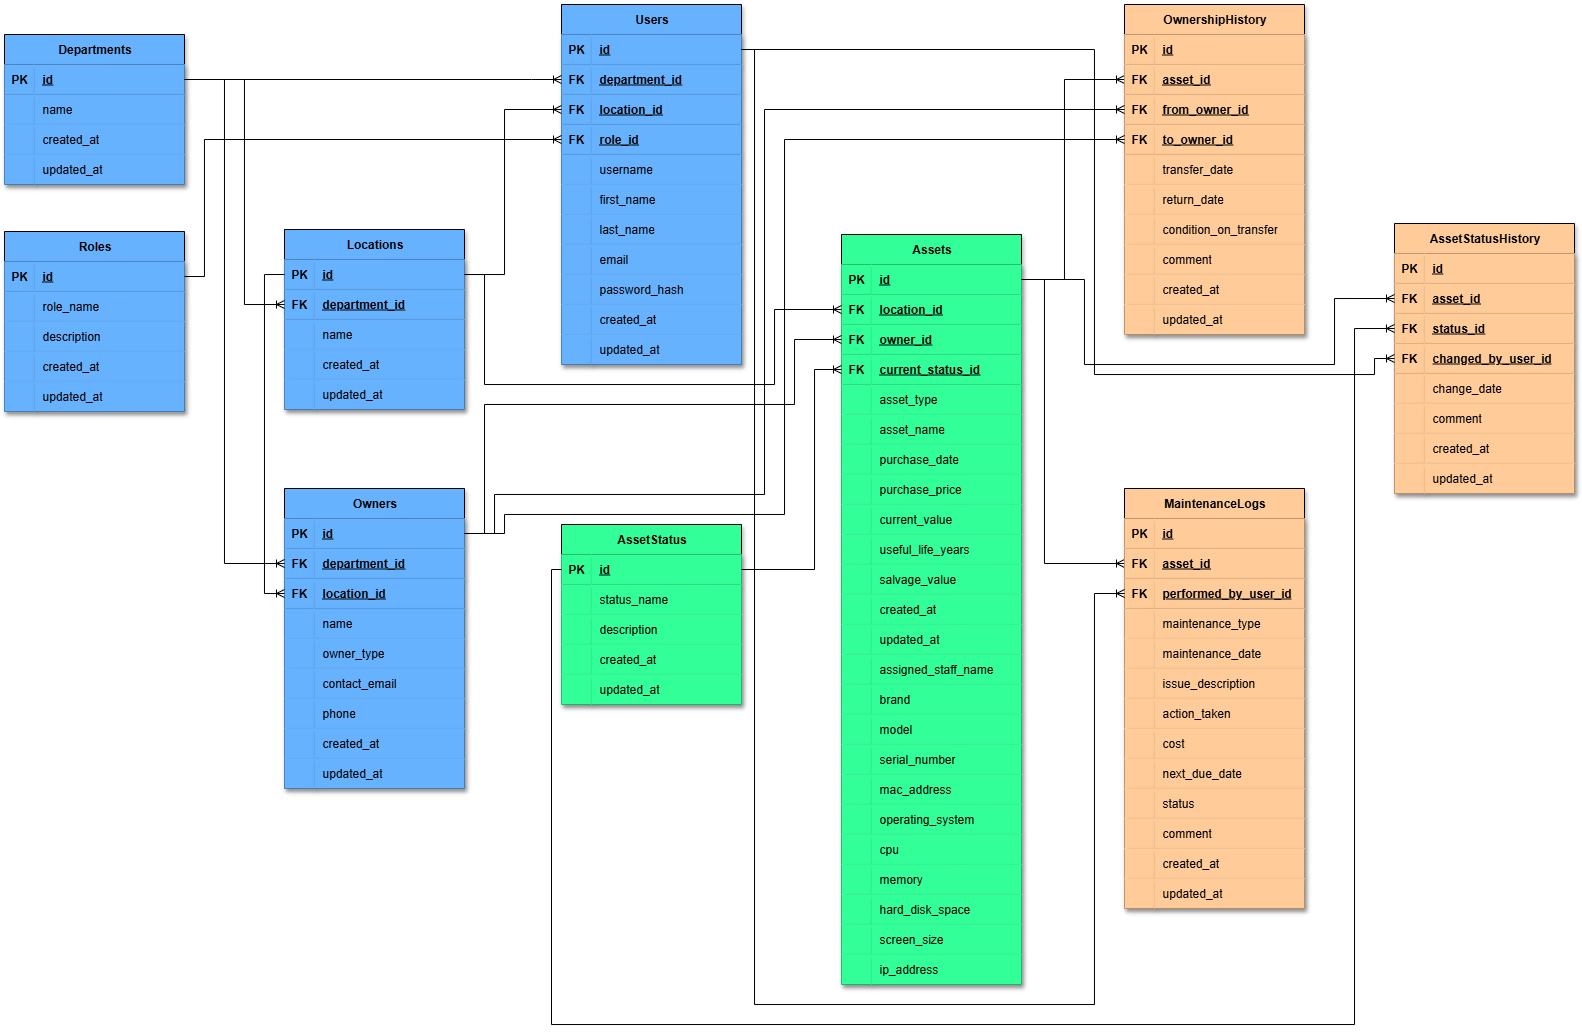 Departments
PK id
name
created_at
updated_at
Roles
PK id
role_name
description
created_at
updated_at
Locations
PK id
FK department_id
name
created_at
updated_at
Owners
PK id
FK department_id
FK location_id
name
owner_type
contact_email
phone
created_at
updated_at
Users
PK id
FK department_id
FK location_id
FK role_id
username
first_name
last_name
email
password_hash
created_at
updated_at
AssetStatus
PK id
status_name
description
created_at
updated_at
Assets
PK id
FK location_id
FK owner_id
FK current_status_id
asset_type
asset_name
purchase_date
purchase_price
current_value
useful_life_years
salvage_value
created_at
updated_at
assigned_staff_name
brand
model
serial_number
mac_address
operating_system
cpu
memory
hard_disk_space
screen_size
ip_address
OwnershipHistory
PK id
FK asset_id
FK from_owner_id
FK to_owner_id
transfer_date
return_date
condition_on_transfer
comment
created_at
updated_at
MaintenanceLogs
PK id
FK asset_id
FK performed_by_user_id
maintenance_type
maintenance_date
issue_description
action_taken
cost
next_due_date
status
comment
created_at
updated_at
AssetStatusHistory
PK id
FK asset_id
FK status_id
FK changed_by_user_id
change_date
comment
created_at
updated_at